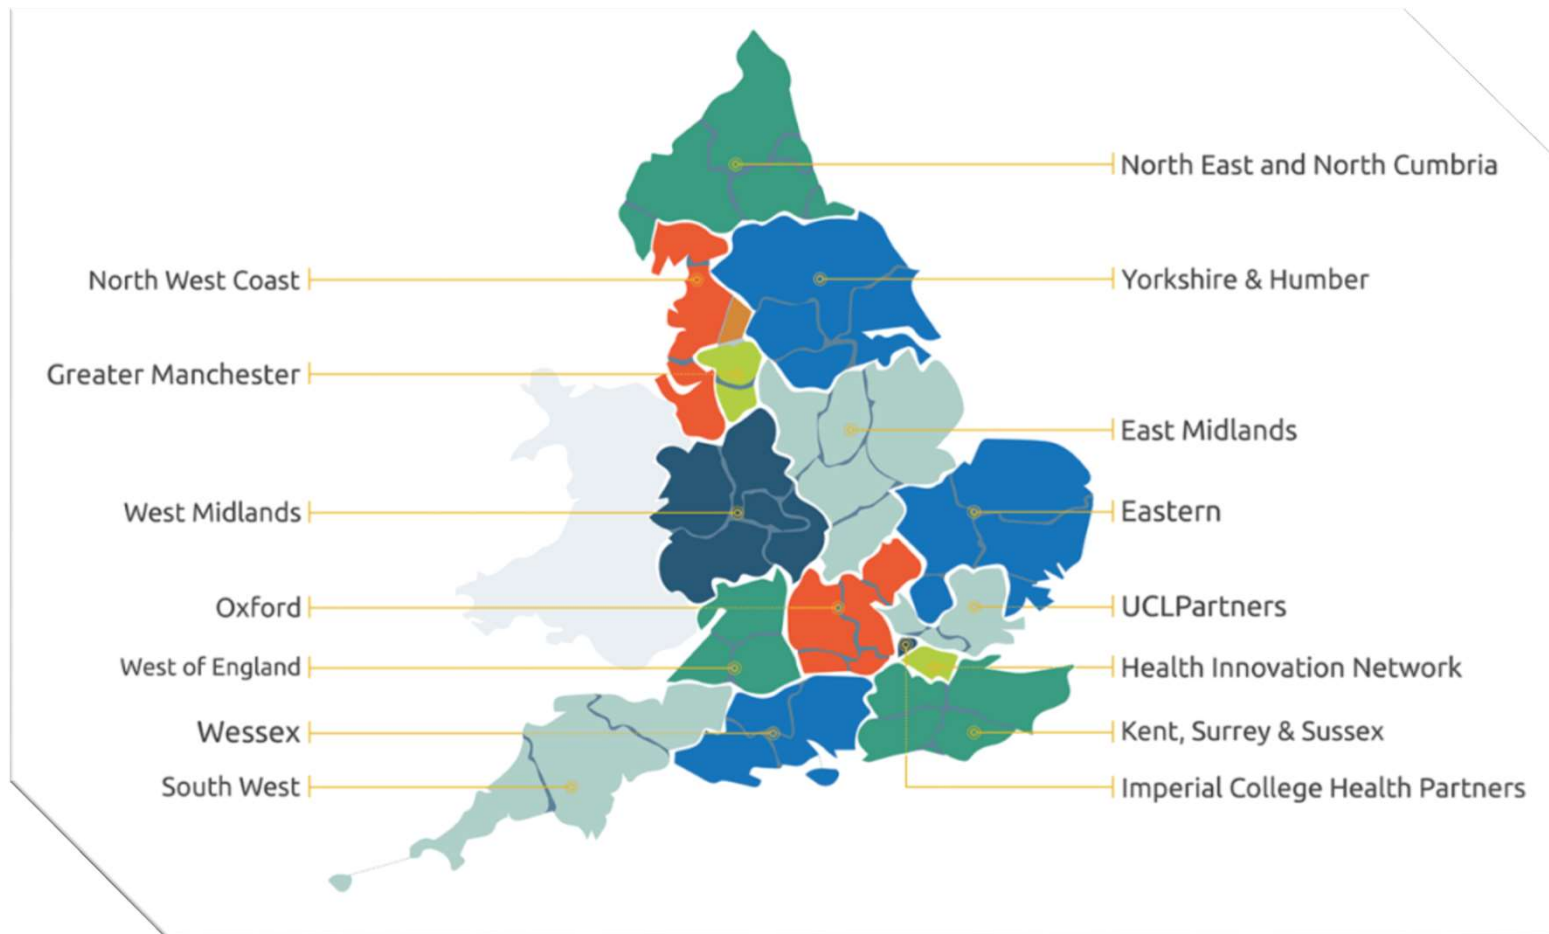 North East and North Cumbria
North West Coast
Yorkshire & Humber
Greater Manchester
East Midlands
West Midlands
Eastern
Oxford
UCLPartners
West of England
Health Innovation Network
Wessex
Kent, Surrey & Sussex
South West
Imperial College Health Partners